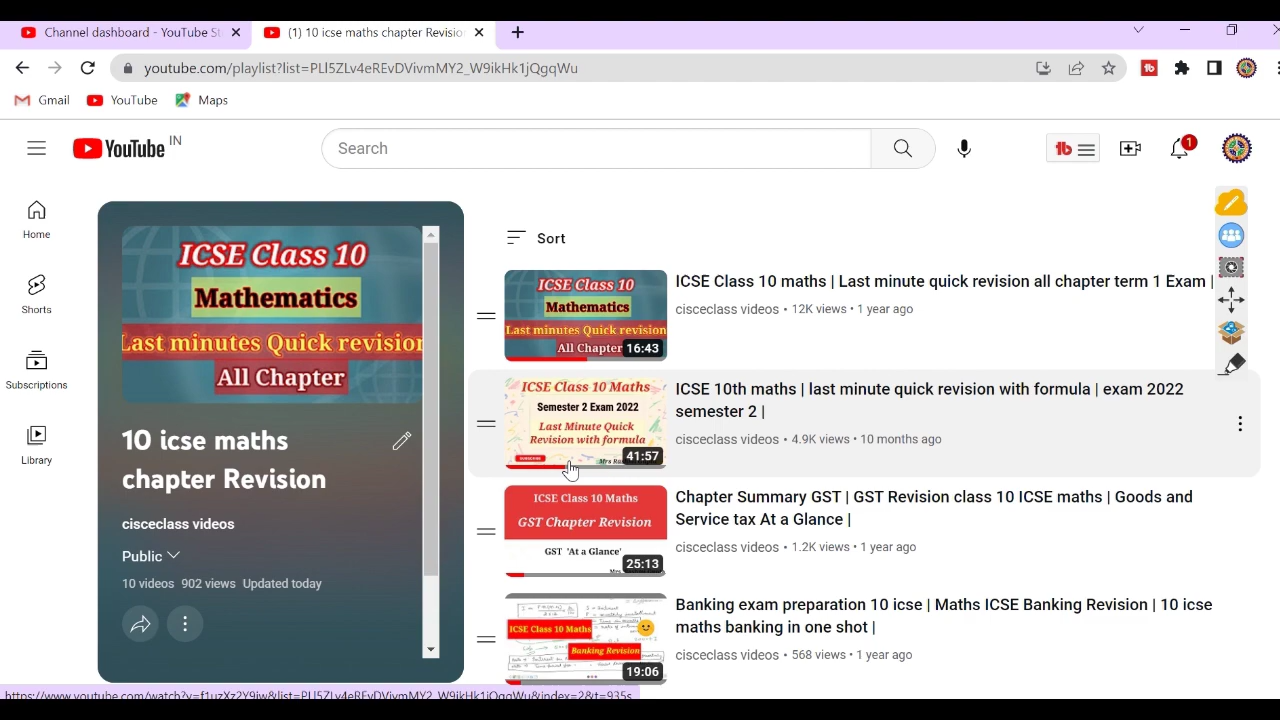 Channel dashboard - YouTube St
(1) 10 icse maths chapter Revisio
youtube.com/playlist?list=PLl5ZLv4eREvDVivmMY2_W9ikHk1jQgqWu
Gmail YouTube Maps
YouTube IN
Search
1
Home
Shorts
Subscriptions
Library
ICSE Class 10
Mathematics
Last minutes Quick revision
All Chapter
10 icse maths
chapter Revision
cisceclass videos
Public
10 videos 902 views Updated today
Sort
ICSE Class 10
Mathematics
Last minutes Quick revision
All Chapter
16:43
ICSE Class 10 maths | Last minute quick revision all chapter term 1 Exam |
cisceclass videos • 12K views • 1 year ago
ICSE Class 10 Maths
Semester 2 Exam 2022
Last Minute Quick
Revision with formula
SUBSCRIBE
Mrs
41:57
ICSE 10th maths | last minute quick revision with formula | exam 2022
semester 2 |
cisceclass videos • 4.9K views • 10 months ago
ICSE Class 10 Maths
GST Chapter Revision
GST 'At a Glance'
25:13
Chapter Summary GST | GST Revision class 10 ICSE maths | Goods and
Service tax At a Glance |
cisceclass videos • 1.2K views • 1 year ago
ICSE Class 10 Maths
Banking Revision
19:06
Banking exam preparation 10 icse | Maths ICSE Banking Revision | 10 icse
maths banking in one shot |
cisceclass videos • 568 views • 1 year ago